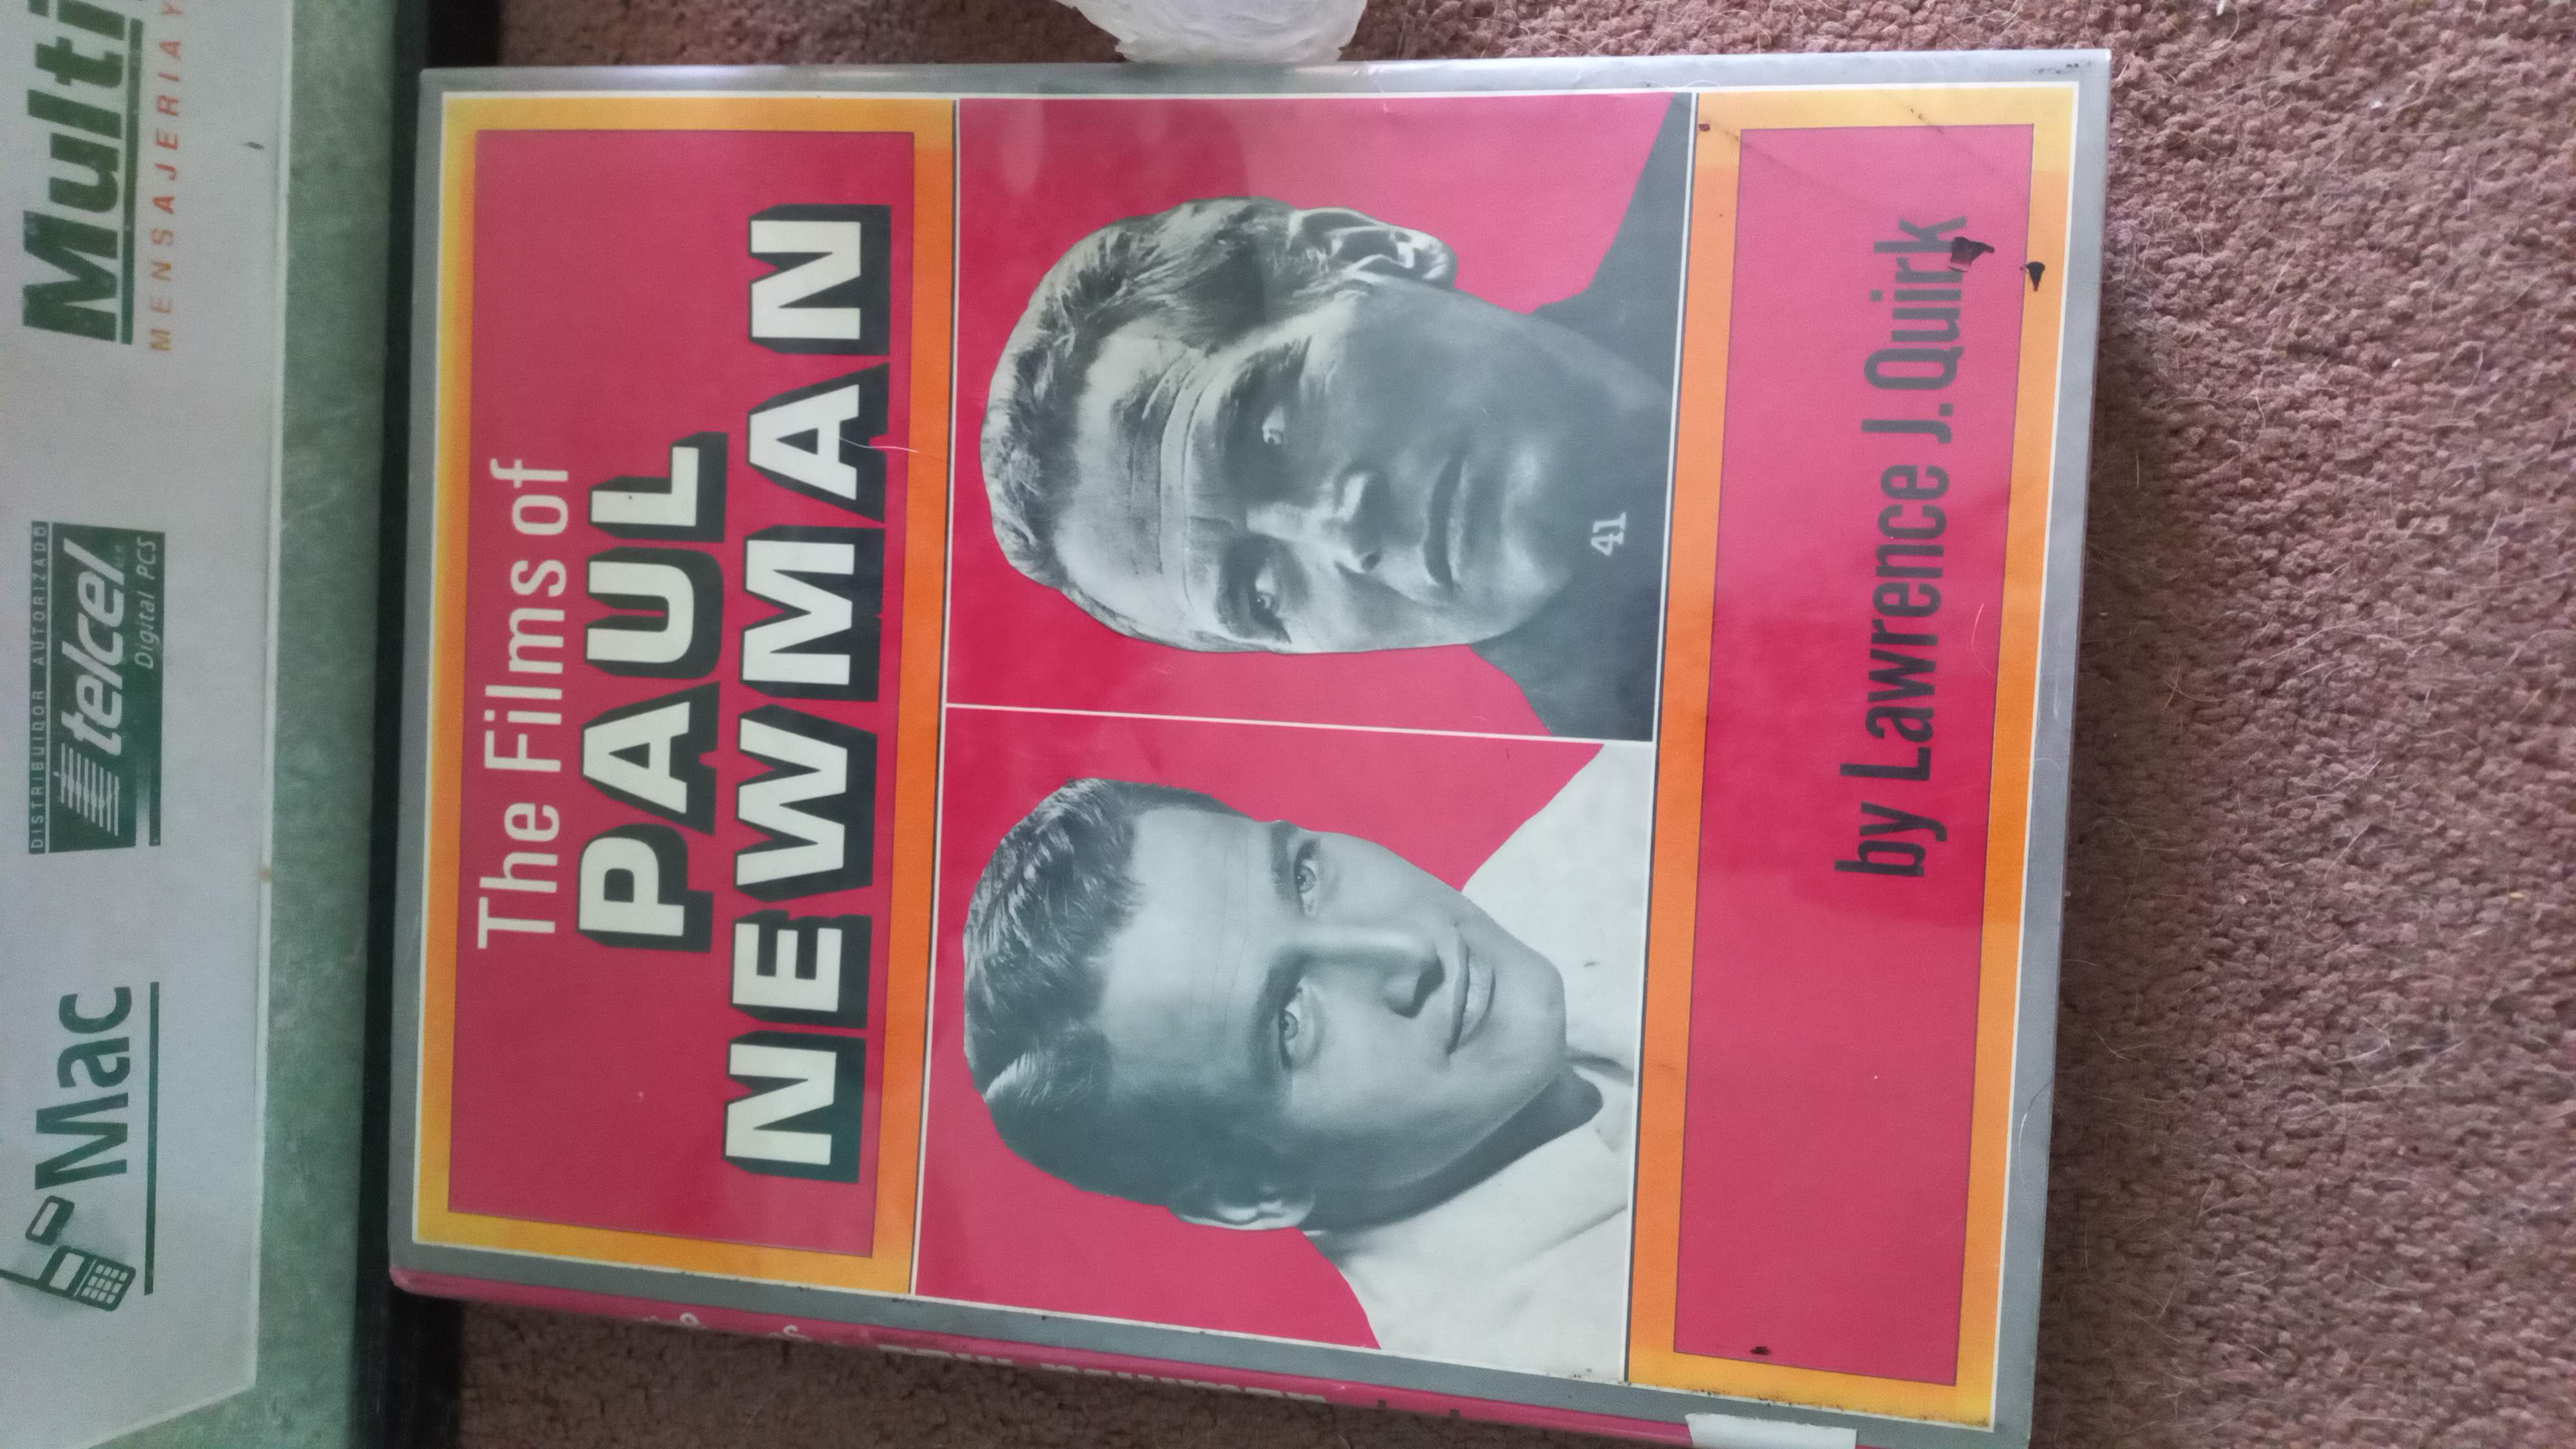 The Films of
PAUL
NEWMAN
41
by Lawrence J. Quirk
Mac
DISTRIBUIDOR AUTORIZADO
telcel
Digital PCS
Multi
MENSAJERIA Y